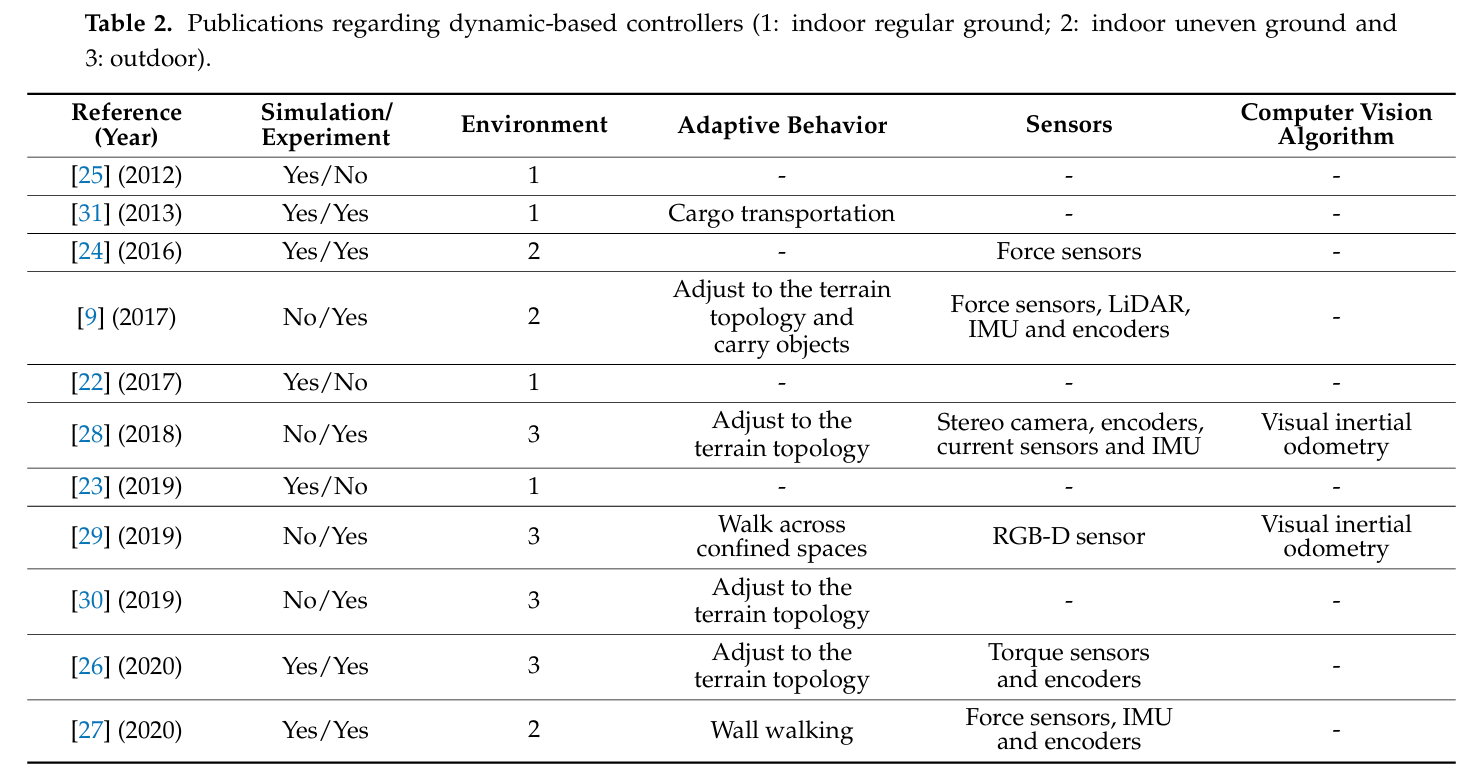 Table 2. Publications regarding dynamic-based controllers (1: indoor regular ground; 2: indoor uneven ground and
3: outdoor).
Reference (Year) Simulation/Experiment Environment Adaptive Behavior Sensors Computer Vision Algorithm
[25] (2012) Yes/No 1 - - -
[31] (2013) Yes/Yes 1 Cargo transportation - -
[24] (2016) Yes/Yes 2 - Force sensors -
[9] (2017) No/Yes 2 Adjust to the terrain topology and carry objects Force sensors, LiDAR, IMU and encoders -
[22] (2017) Yes/No 1 - - -
[28] (2018) No/Yes 3 Adjust to the terrain topology Stereo camera, encoders, current sensors and IMU Visual inertial odometry
[23] (2019) Yes/No 1 - - -
[29] (2019) No/Yes 3 Walk across confined spaces RGB-D sensor Visual inertial odometry
[30] (2019) No/Yes 3 Adjust to the terrain topology - -
[26] (2020) Yes/Yes 3 Adjust to the terrain topology Torque sensors and encoders -
[27] (2020) Yes/Yes 2 Wall walking Force sensors, IMU and encoders -